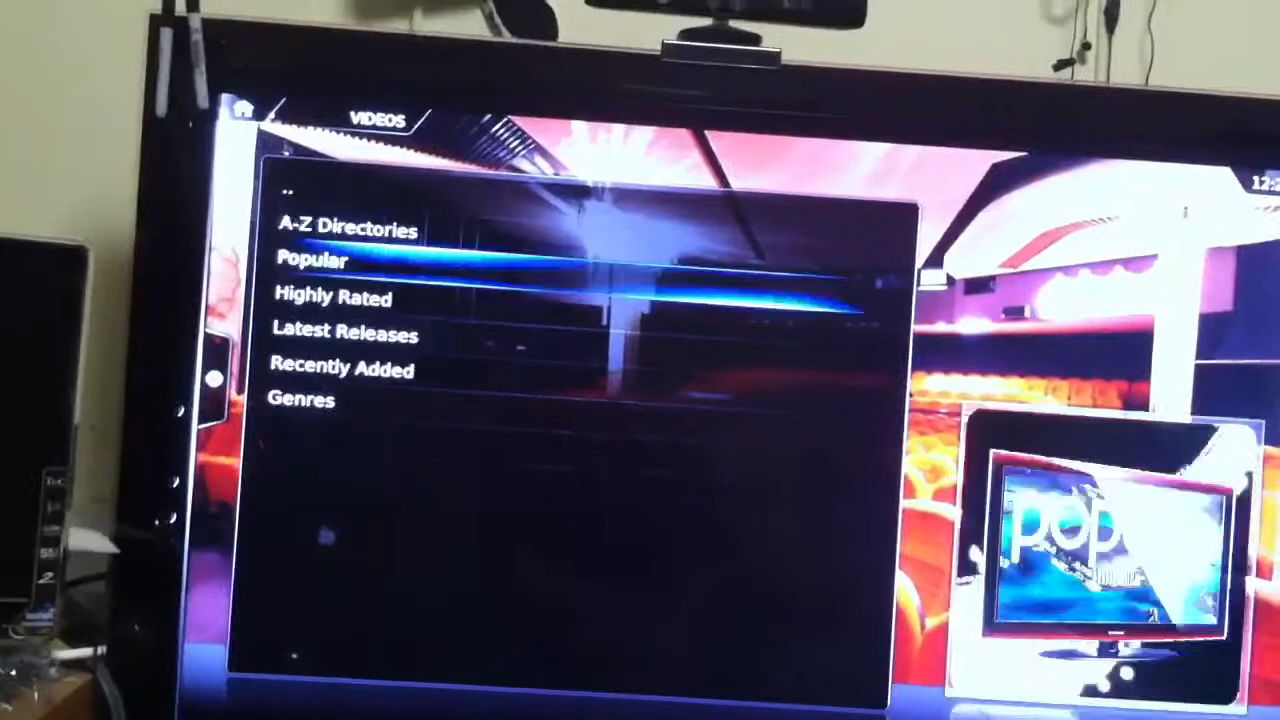 VIDEOS
..
A-Z Directories
Popular
Highly Rated
Latest Releases
Recently Added
Genres